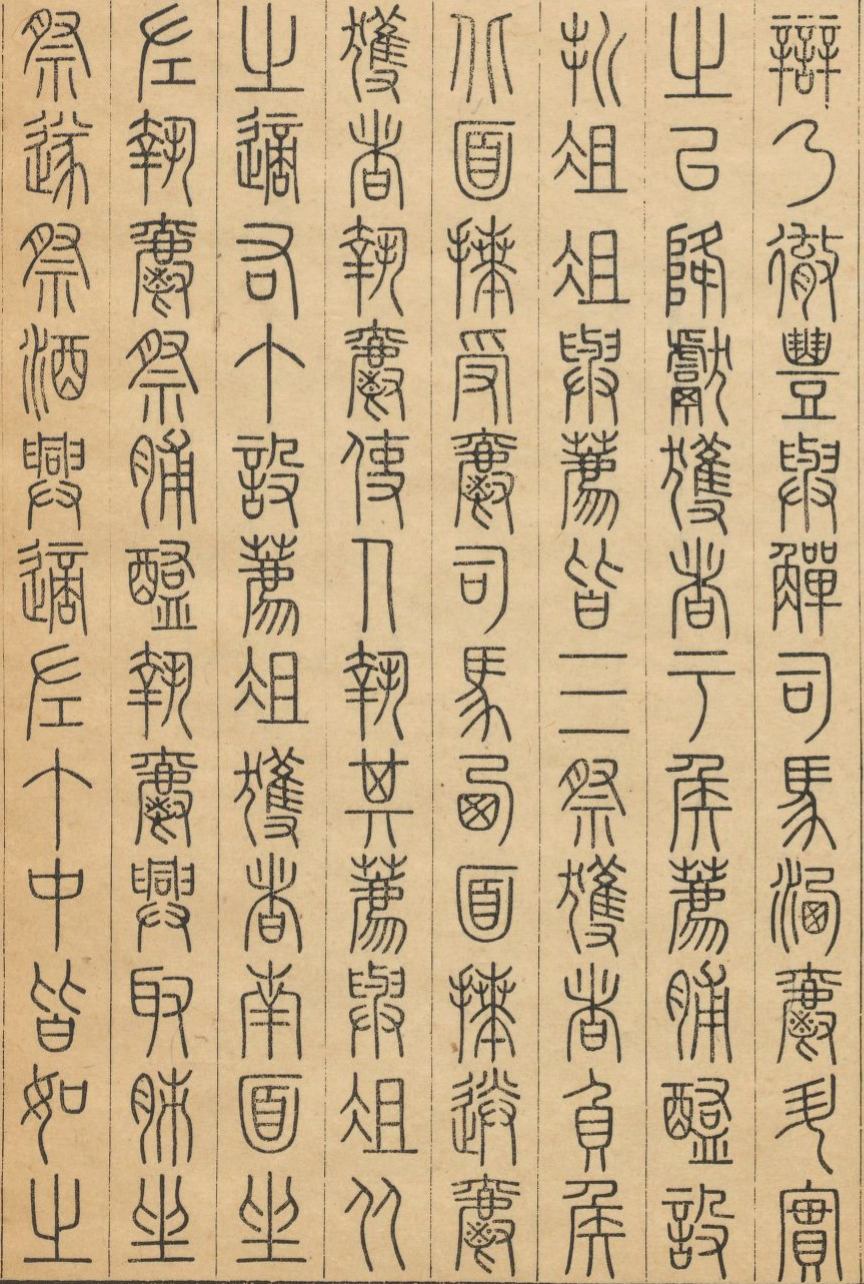 辯乃徹豐與觶司馬洒爵升實
之以降獻獲者于侯薦脯醢設
折俎俎與薦皆三祭獲者負侯
北面拜受爵司馬西面拜送爵
獲者執爵使人執其薦與俎从
之適右个設薦俎獲者南面坐
左執爵祭脯醢執爵興取肺坐
祭遂祭酒興適左个中皆如之